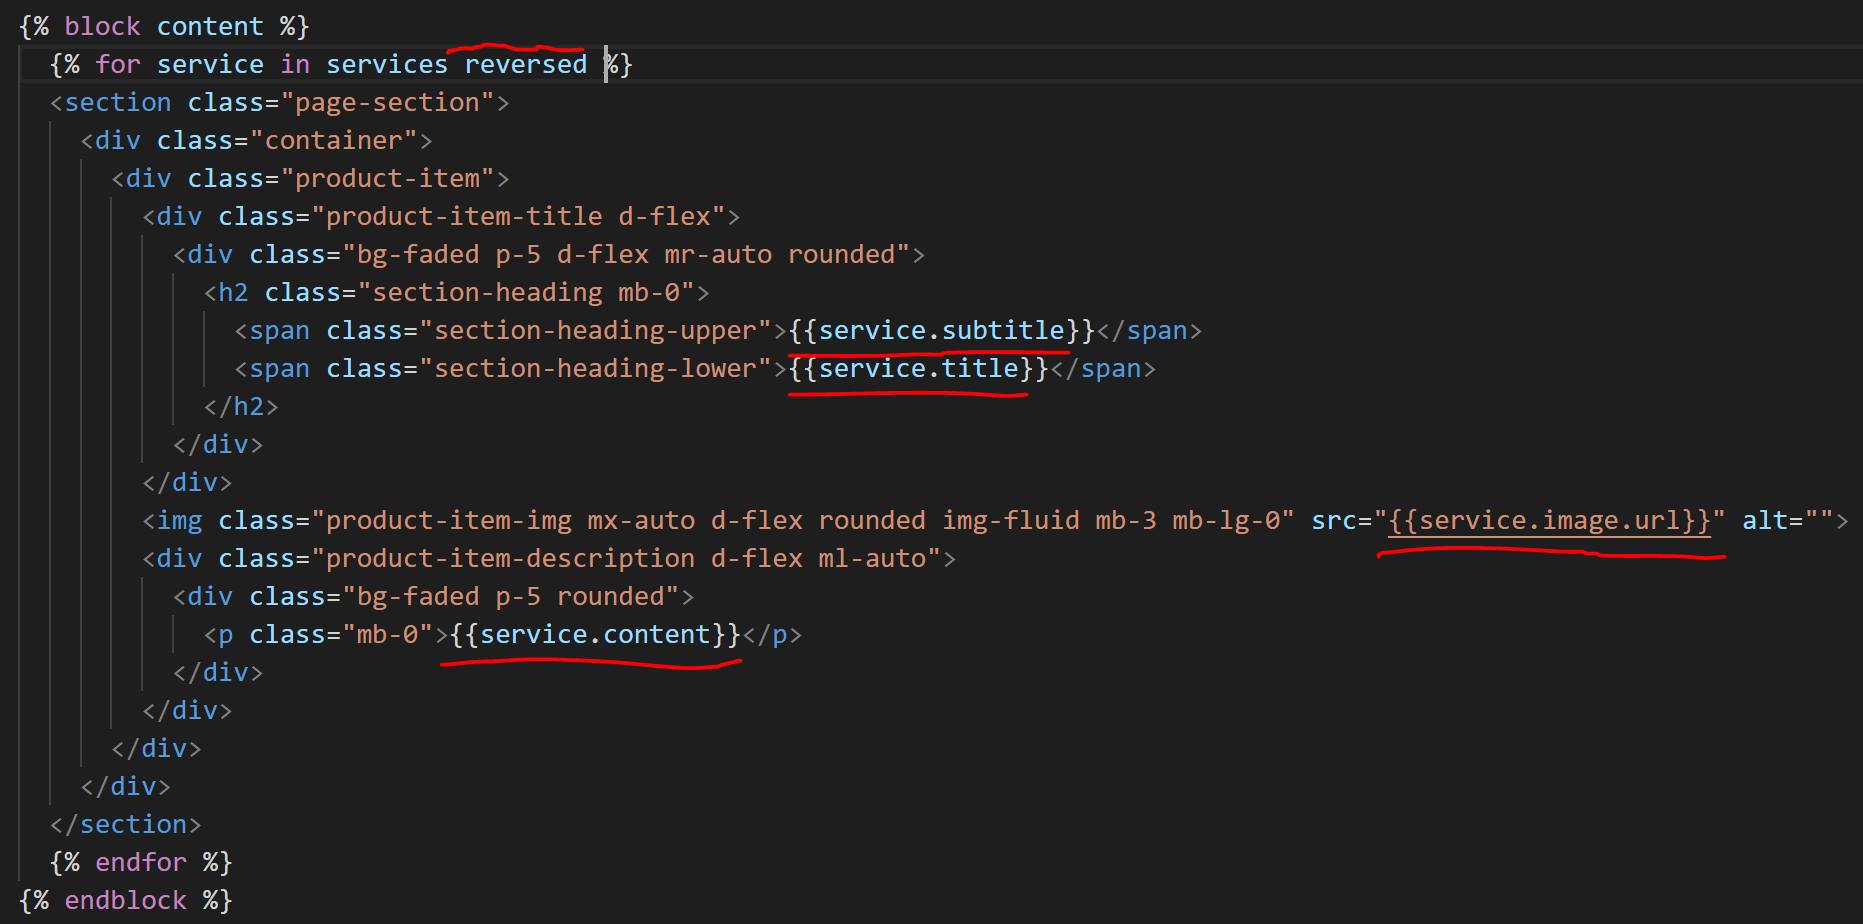 {% block content %}
{% for service in services reversed %}
<section class="page-section">
<div class="container">
<div class="product-item">
<div class="product-item-title d-flex">
<div class="bg-faded p-5 d-flex mr-auto rounded">
<h2 class="section-heading mb-0">
<span class="section-heading-upper">{{service.subtitle}}</span>
<span class="section-heading-lower">{{service.title}}</span>
</h2>
</div>
</div>
<img class="product-item-img mx-auto d-flex rounded img-fluid mb-3 mb-lg-0" src="{{service.image.url}}" alt="">
<div class="product-item-description d-flex ml-auto">
<div class="bg-faded p-5 rounded">
<p class="mb-0">{{service.content}}</p>
</div>
</div>
</div>
</div>
</section>
{% endfor %}
{% endblock %}